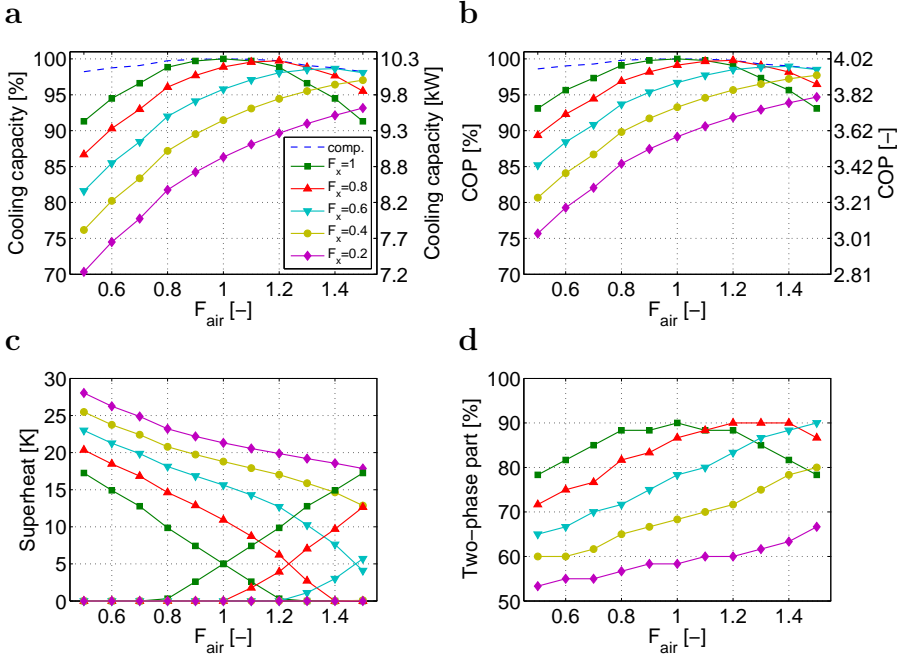 a
100
95
90
85
80
75
70
Cooling capacity [%]
10.3
9.8
9.3
8.8
8.2
7.7
7.2
Cooling capacity [kW]
0.6 0.8 1 1.2 1.4
F_air [−]
comp.
F_x=1
F_x=0.8
F_x=0.6
F_x=0.4
F_x=0.2
b
100
95
90
85
80
75
70
COP [%]
4.02
3.82
3.62
3.42
3.21
3.01
2.81
COP [−]
0.6 0.8 1 1.2 1.4
F_air [−]
c
30
25
20
15
10
5
0
Superheat [K]
0.6 0.8 1 1.2 1.4
F_air [−]
d
100
90
80
70
60
50
Two−phase part [%]
0.6 0.8 1 1.2 1.4
F_air [−]